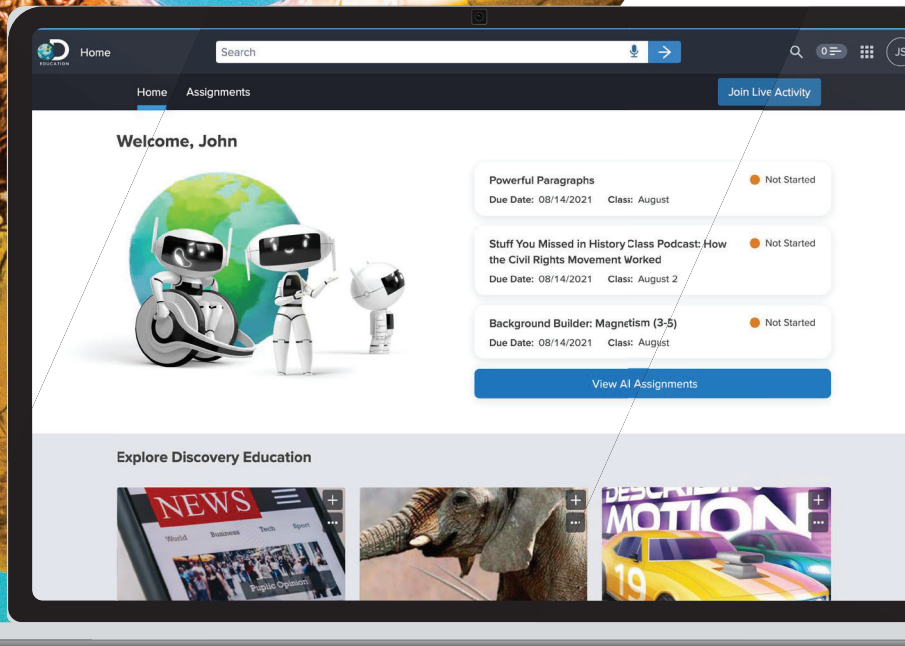 EDUCATION
Home
Search
0
JS
Home Assignments
Join Live Activity
Welcome, John
Powerful Paragraphs
Not Started
Due Date: 08/14/2021 Class: August
Stuff You Missed in History Class Podcast: How
the Civil Rights Movement Worked
Not Started
Due Date: 08/14/2021 Class: August 2
Background Builder: Magnetism (3-5)
Not Started
Due Date: 08/14/2021 Class: August
View All Assignments
Explore Discovery Education
NEWS
World Business Tech Sport
Puplic Opinion
MOTION
19